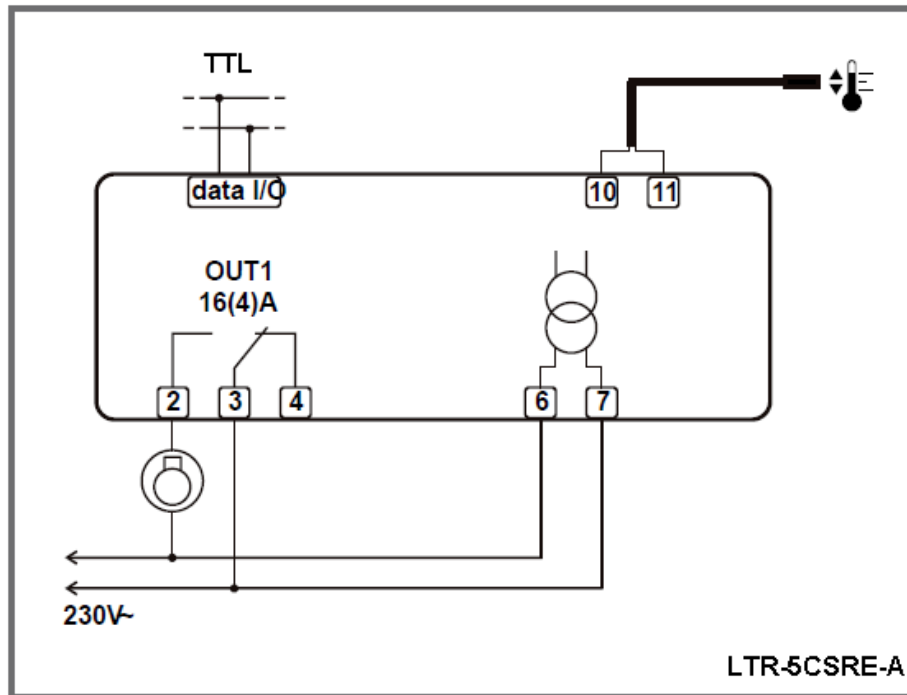 TTL
data I/O
10 11
OUT1
16(4)A
2 3 4 6 7
230V~
LTR-5CSRE-A